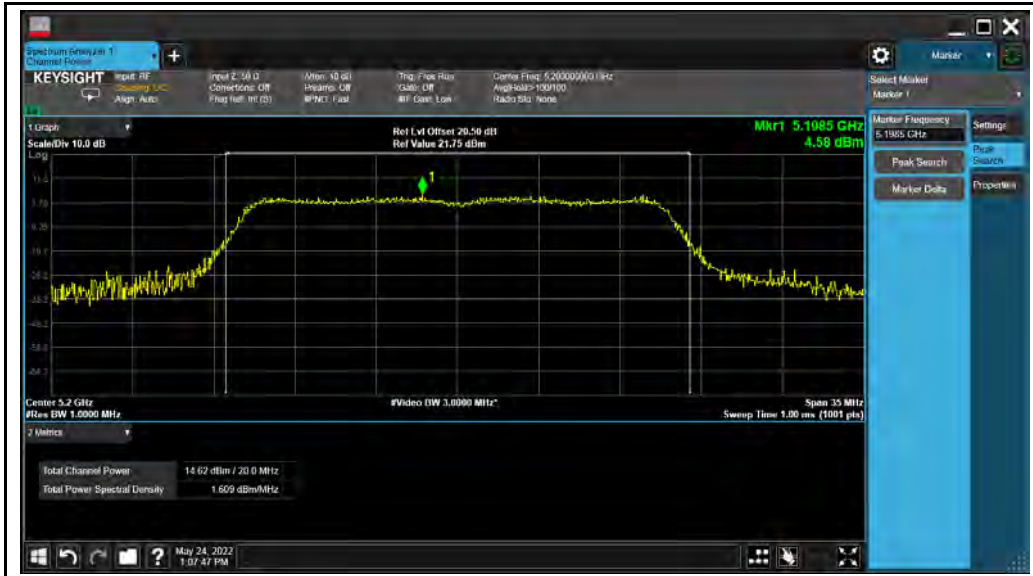 Spectrum Analyzer 1
Channel Power
+
Marker
KEYSIGHT
Input: RF
Align: Auto
Input Z: 50 Ω
Corrections: Off
Freq Ref: Int (S)
Atten: 10 dB
Preamp: Off
#PNO: Fast
Trig: Free Run
Gate: Off
#IF Gain: Low
Center Freq: 5.200000000 GHz
Avg|Hold>100/100
Radio Std: None
Select Marker
Marker 1
1 Graph
Scale/Div 10.0 dB
Log
Ref Lvl Offset 20.50 dB
Ref Value 21.75 dBm
Mkr1 5.1985 GHz
4.58 dBm
1
Center 5.2 GHz
#Res BW 1.0000 MHz
#Video BW 3.0000 MHz*
Span 35 MHz
Sweep Time 1.00 ms (1001 pts)
Marker Frequency
5.1985 GHz
Peak Search
Marker Delta
Settings
Peak
Search
Properties
2 Metrics
Total Channel Power 14.62 dBm / 20.0 MHz
Total Power Spectral Density 1.609 dBm/MHz
?
May 24, 2022
1:07:47 PM